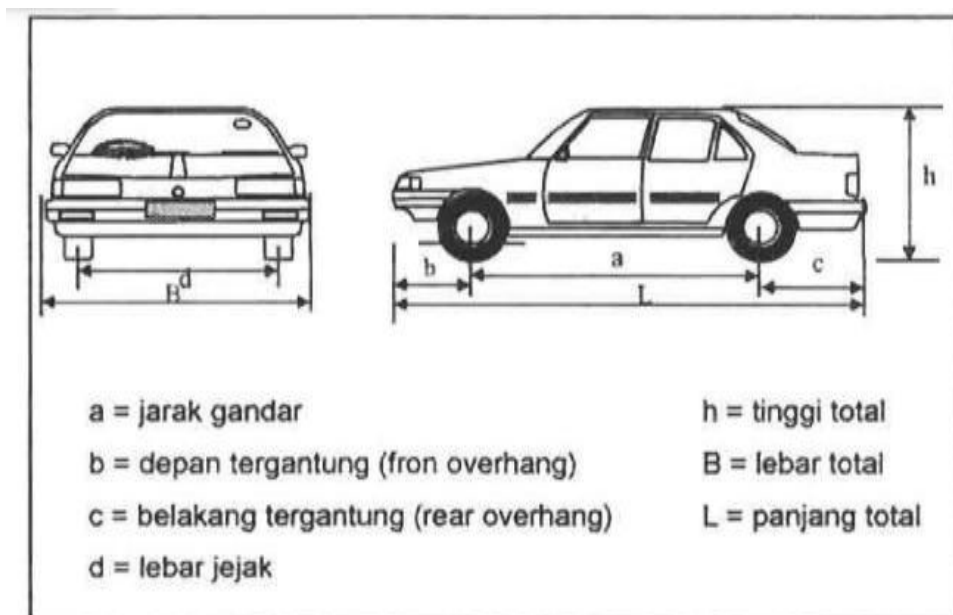 h
d
B
b
a
c
L
a = jarak gandar
h = tinggi total
b = depan tergantung (fron overhang)
B = lebar total
c = belakang tergantung (rear overhang)
L = panjang total
d = lebar jejak